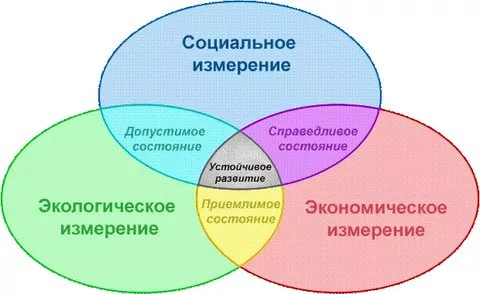 Социальное
измерение
Допустимое
состояние
Справедливое
состояние
Устойчивое
развитие
Экологическое
измерение
Приемлимое
состояние
Экономическое
измерение